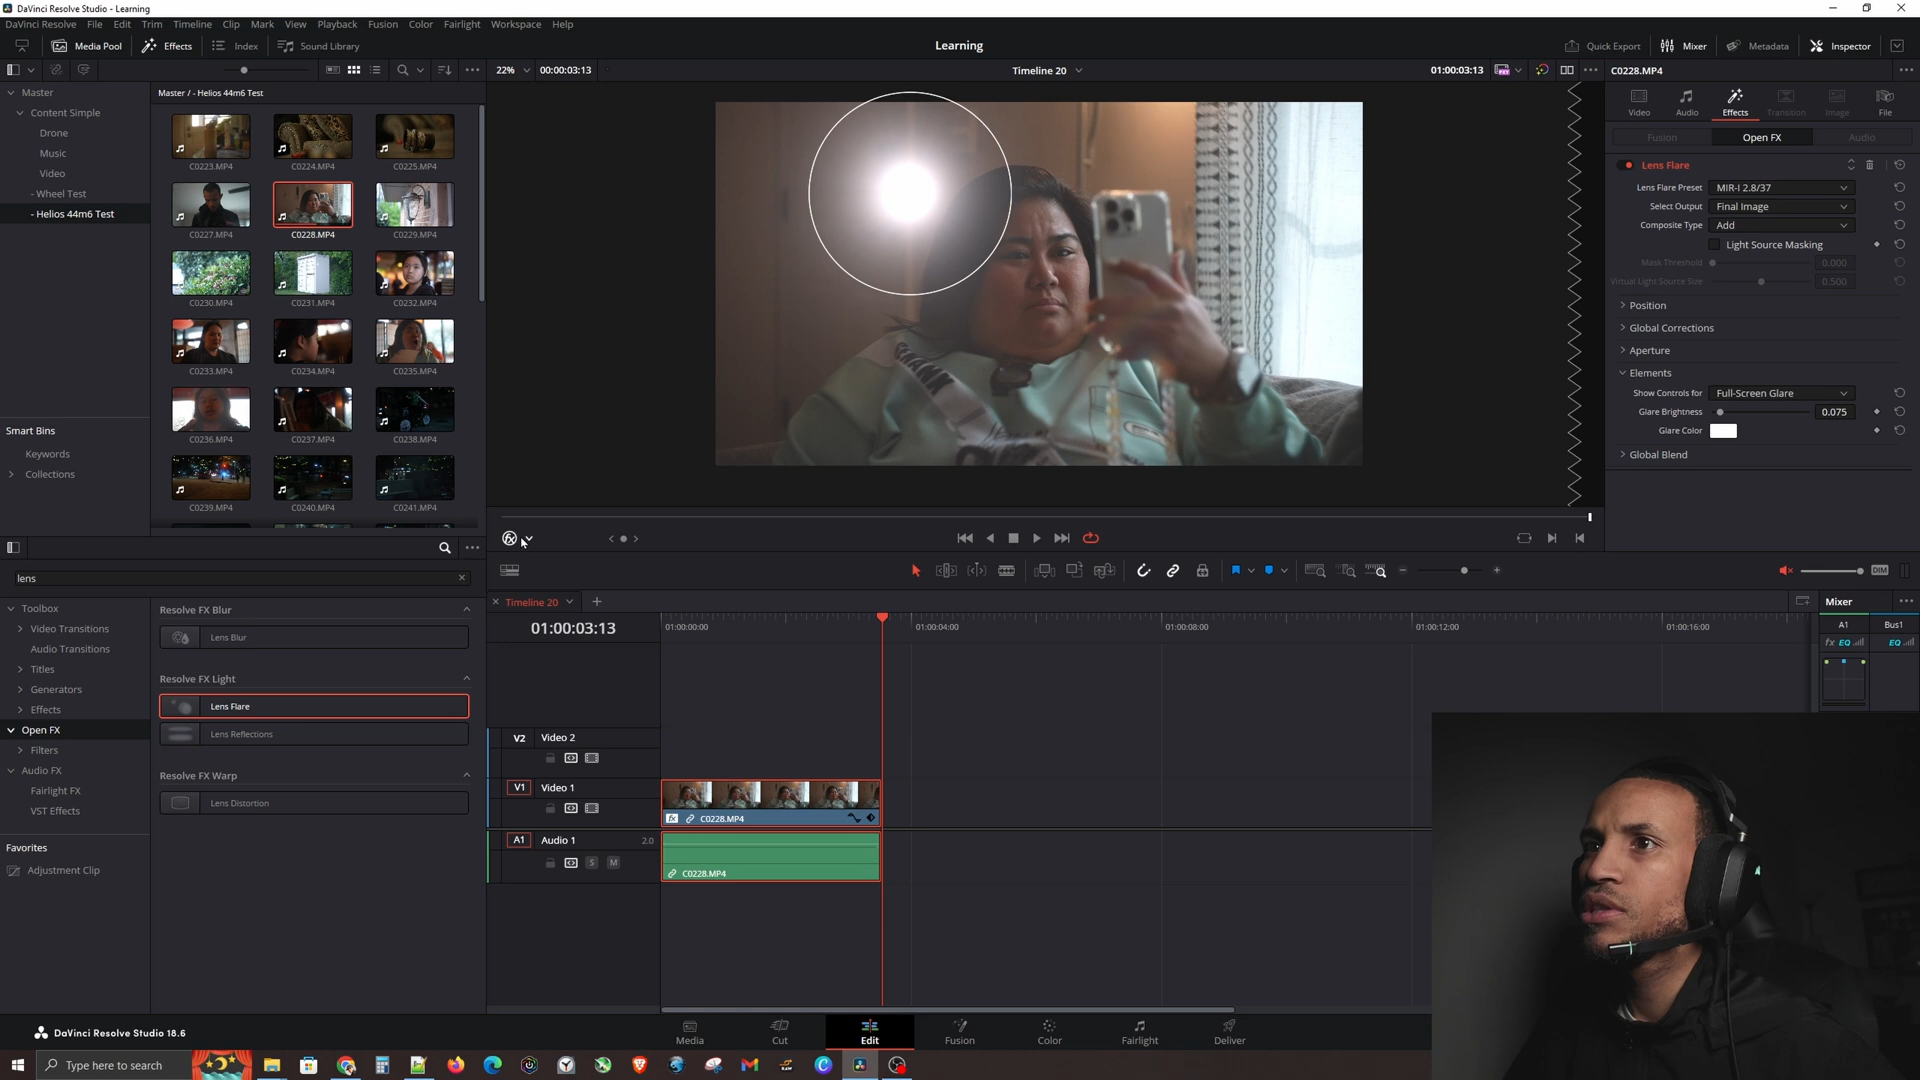 DaVinci Resolve Studio - Learning
DaVinci Resolve File Edit Trim Timeline Clip Mark View Playback Fusion Color Fairlight Workspace Help
Media Pool Effects Index Sound Library Learning Quick Export Mixer Metadata Inspector
22% 00:00:03:13 Timeline 20 01:00:03:13 C0228.MP4
Master
Content Simple
Drone
Music
Video
- Wheel Test
- Helios 44m6 Test
Smart Bins
Keywords
Collections
Master / - Helios 44m6 Test
C0223.MP4 C0224.MP4 C0225.MP4
C0227.MP4 C0228.MP4 C0229.MP4
C0230.MP4 C0231.MP4 C0232.MP4
C0233.MP4 C0234.MP4 C0235.MP4
C0236.MP4 C0237.MP4 C0238.MP4
C0239.MP4 C0240.MP4 C0241.MP4
Video Audio Effects Transition Image File
Fusion Open FX Audio
Lens Flare
Lens Flare Preset MIR-I 2.8/37
Select Output Final Image
Composite Type Add
Light Source Masking
Mask Threshold 0.000
Virtual Light Source Size 0.500
Position
Global Corrections
Aperture
Elements
Show Controls for Full-Screen Glare
Glare Brightness 0.075
Glare Color
Global Blend
lens
Toolbox
Video Transitions
Audio Transitions
Titles
Generators
Effects
Open FX
Filters
Audio FX
Fairlight FX
VST Effects
Favorites
Adjustment Clip
Resolve FX Blur
Lens Blur
Resolve FX Light
Lens Flare
Lens Reflections
Resolve FX Warp
Lens Distortion
DIM
Timeline 20
01:00:03:13
01:00:00:00 01:00:04:00 01:00:08:00 01:00:12:00 01:00:16:00
V2 Video 2
V1 Video 1
C0228.MP4
A1 Audio 1 2.0
S M
C0228.MP4
Mixer
A1 Bus1
fx EQ EQ
DaVinci Resolve Studio 18.6
Media Cut Edit Fusion Color Fairlight Deliver
Type here to search